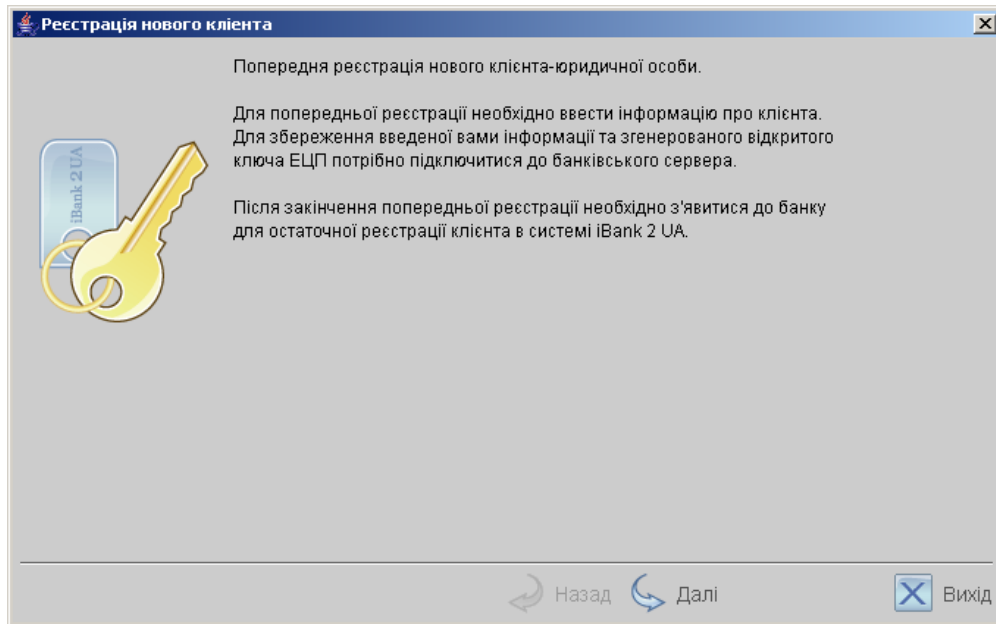 Реєстрація нового клієнта
Попередня реєстрація нового клієнта-юридичної особи.
Для попередньої реєстрації необхідно ввести інформацію про клієнта.
Для збереження введеної вами інформації та згенерованого відкритого
ключа ЕЦП потрібно підключитися до банківського сервера.
iBank 2 UA
Після закінчення попередньої реєстрації необхідно з'явитися до банку
для остаточної реєстрації клієнта в системі iBank 2 UA.
Назад Далі Вихід